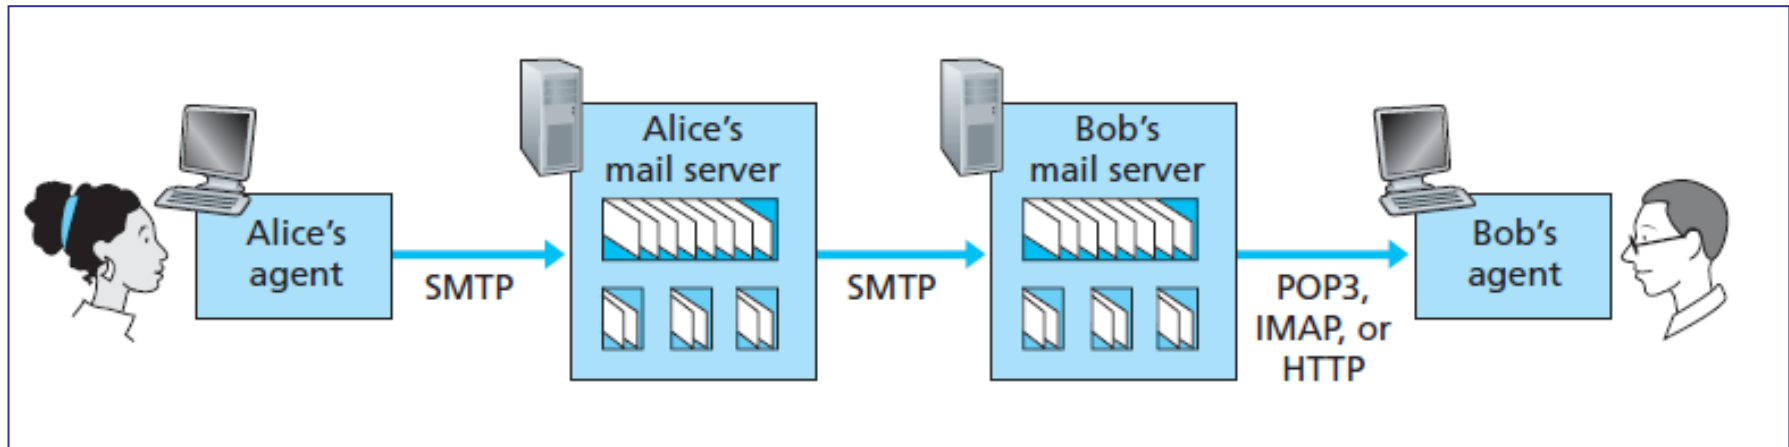 Alice's
agent
SMTP
Alice's
mail server
SMTP
Bob's
mail server
POP3,
IMAP, or
HTTP
Bob's
agent